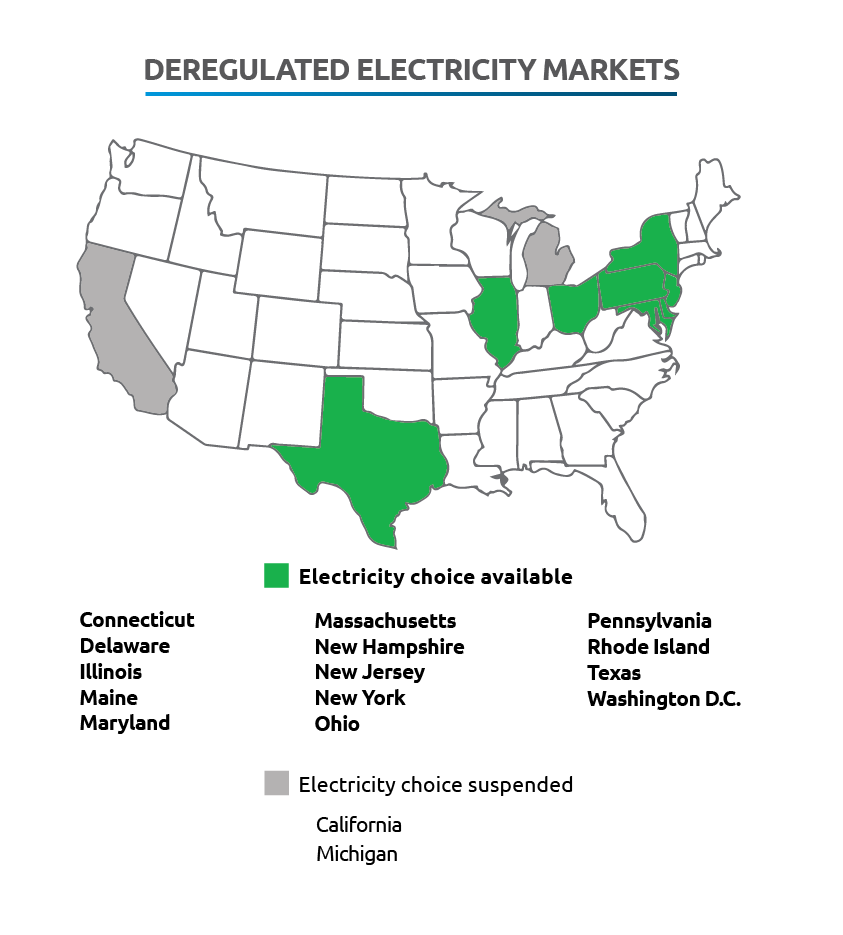 DEREGULATED ELECTRICITY MARKETS
Electricity choice available
Connecticut
Delaware
Illinois
Maine
Maryland
Massachusetts
New Hampshire
New Jersey
New York
Ohio
Pennsylvania
Rhode Island
Texas
Washington D.C.
Electricity choice suspended
California
Michigan